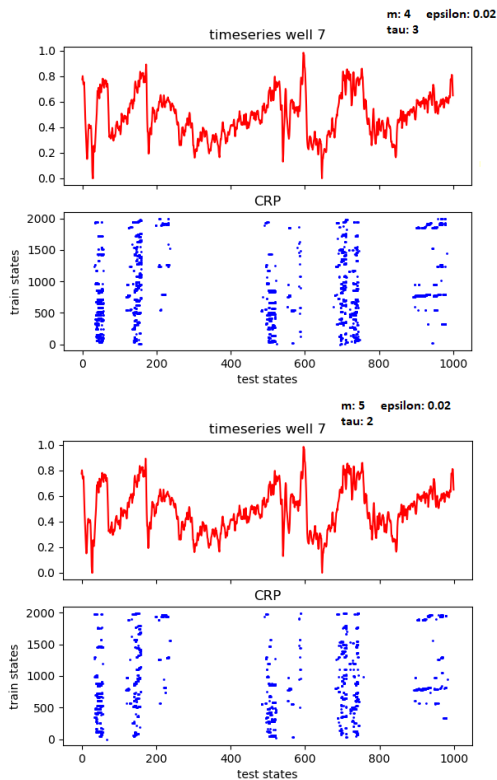 m: 4 epsilon: 0.02
tau: 3
timeseries well 7
1.0
0.8
0.6
0.4
0.2
0.0
CRP
2000
1500
1000
500
0
train states
0 200 400 600 800 1000
test states
m: 5 epsilon: 0.02
tau: 2
timeseries well 7
1.0
0.8
0.6
0.4
0.2
0.0
CRP
2000
1500
1000
500
0
train states
0 200 400 600 800 1000
test states